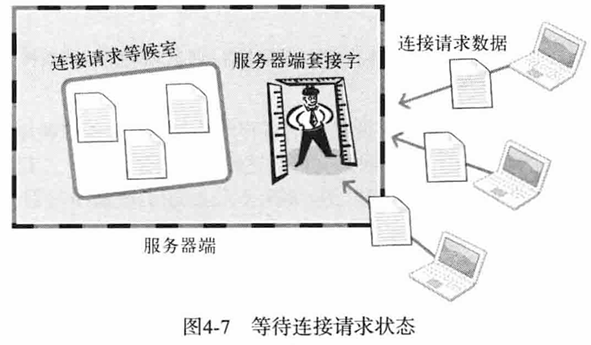 连接请求等候室
服务器端套接字
连接请求数据
服务器端
图4-7 等待连接请求状态